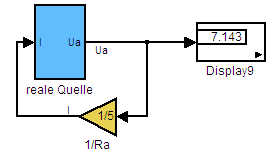 7.143
I
Ua
Ua
Display9
reale Quelle
I
1/5
1/Ra